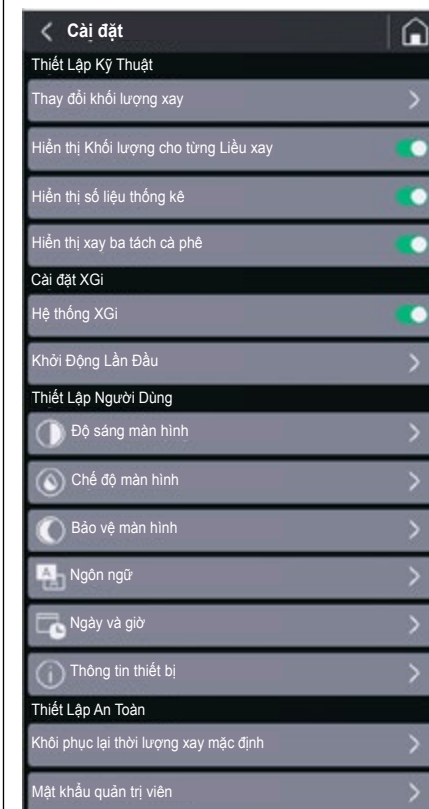 Cài đặt
Thiết Lập Kỹ Thuật
Thay đổi khối lượng xay
Hiển thị Khối lượng cho từng Liều xay
Hiển thị số liệu thống kê
Hiển thị xay ba tách cà phê
Cài đặt XGi
Hệ thống XGi
Khởi Động Lần Đầu
Thiết Lập Người Dùng
Độ sáng màn hình
Chế độ màn hình
Bảo vệ màn hình
Ngôn ngữ
Ngày và giờ
Thông tin thiết bị
Thiết Lập An Toàn
Khôi phục lại thời lượng xay mặc định
Mật khẩu quản trị viên